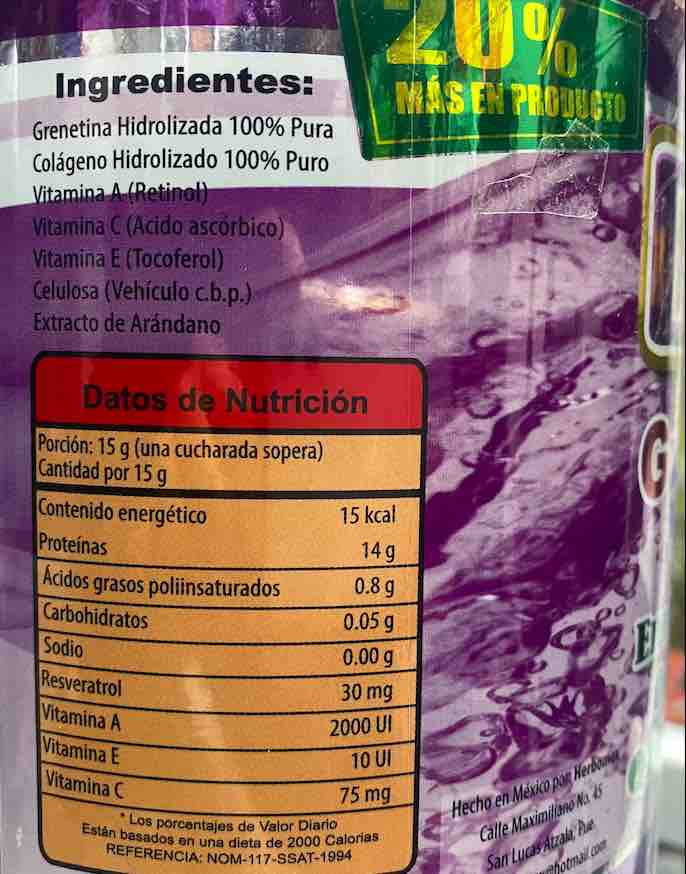 20%
MÁS EN PRODUCTO
Ingredientes:
Grenetina Hidrolizada 100% Pura
Colágeno Hidrolizado 100% Puro
Vitamina A (Retinol)
Vitamina C (Acido ascórbico)
Vitamina E (Tocoferol)
Celulosa (Vehículo c.b.p.)
Extracto de Arándano
Datos de Nutrición
Porción: 15 g (una cucharada sopera)
Cantidad por 15 g
Contenido energético 15 kcal
Proteínas 14 g
Ácidos grasos poliinsaturados 0.8 g
Carbohidratos 0.05 g
Sodio 0.00 g
Resveratrol 30 mg
Vitamina A 2000 UI
Vitamina E 10 UI
Vitamina C 75 mg
* Los porcentajes de Valor Diario
Están basados en una dieta de 2000 Calorías
REFERENCIA: NOM-117-SSAT-1994
G
Hecho en México por
Calle Maximiliano No. 45
San Lucas Atzala, Pue.
hotmail.com